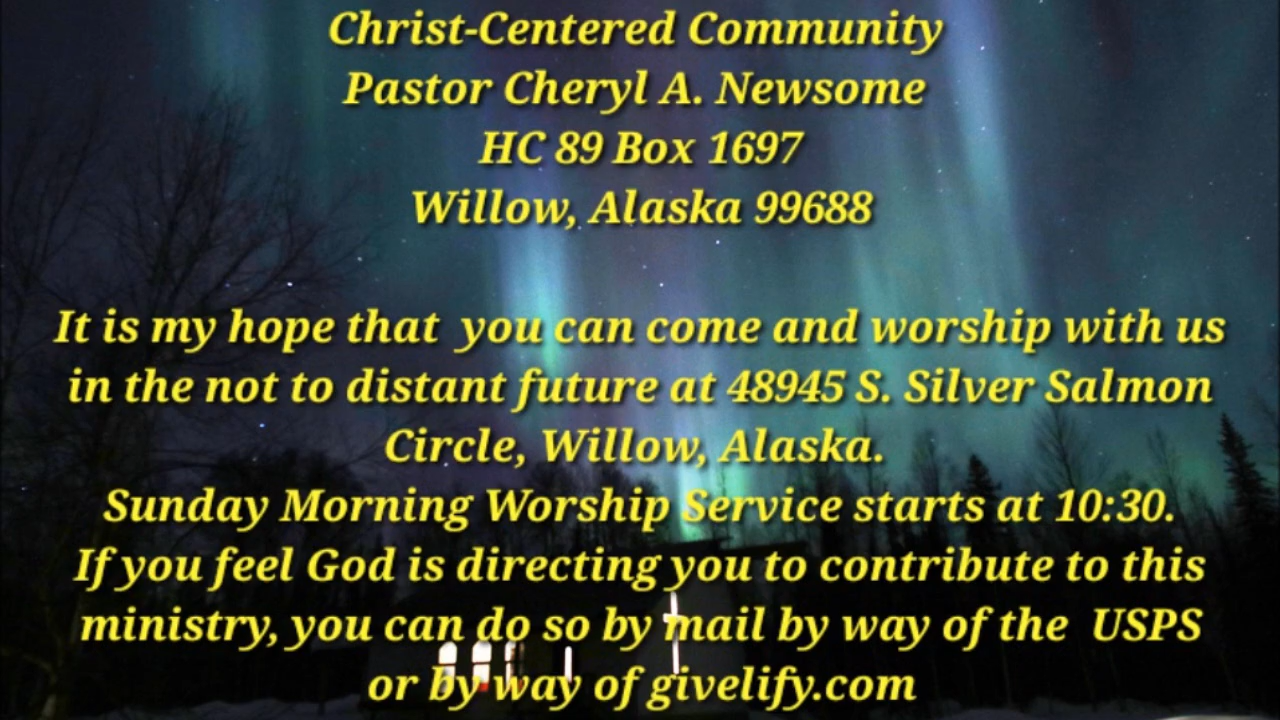 Christ-Centered Community
Pastor Cheryl A. Newsome
HC 89 Box 1697
Willow, Alaska 99688
It is my hope that you can come and worship with us
in the not to distant future at 48945 S. Silver Salmon
Circle, Willow, Alaska.
Sunday Morning Worship Service starts at 10:30.
If you feel God is directing you to contribute to this
ministry, you can do so by mail by way of the USPS
or by way of givelify.com